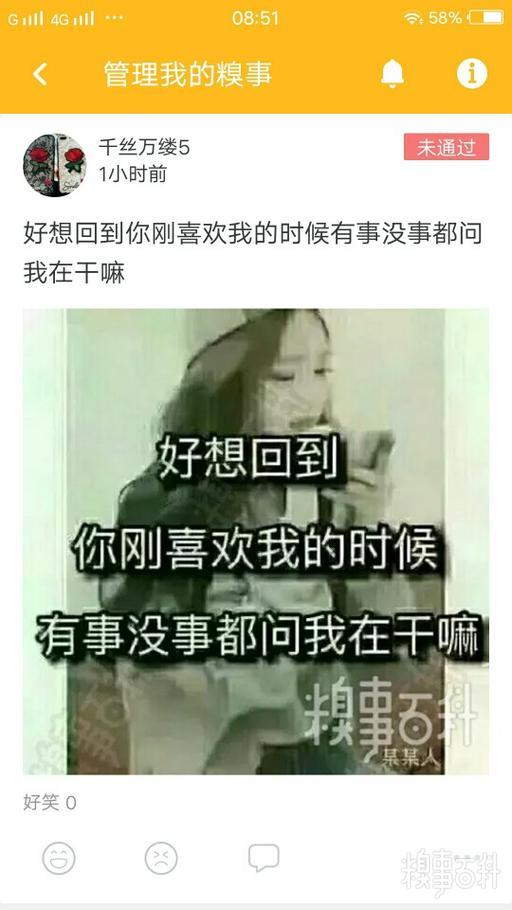 G 4G ··· 08:51 58%
管理我的糗事
千丝万缕5
未通过
1小时前
好想回到你刚喜欢我的时候有事没事都问
我在干嘛
好想回到
你刚喜欢我的时候
有事没事都问我在干嘛
糗事百科
某某人
好笑 0
糗事百科